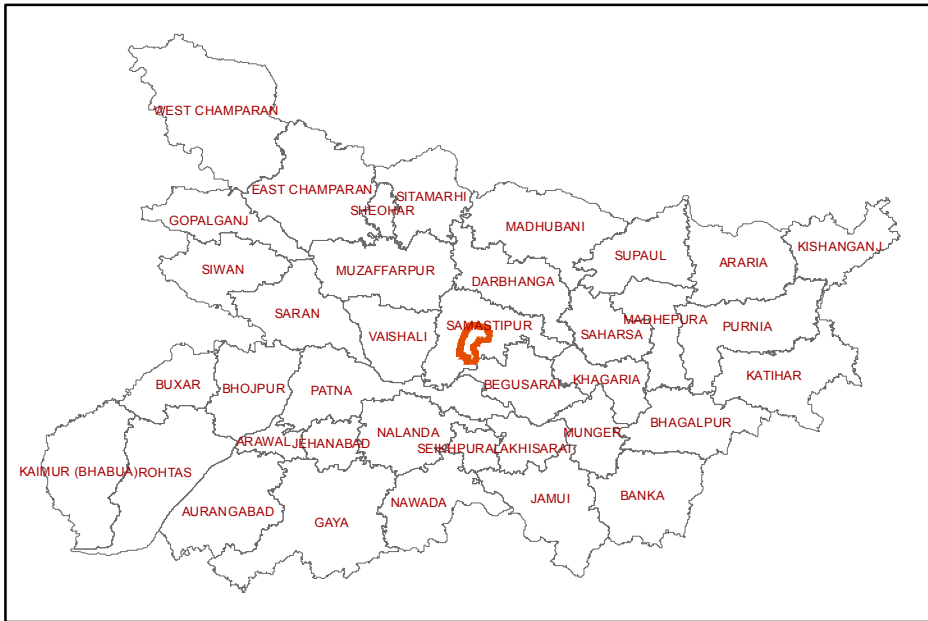 WEST CHAMPARAN
EAST CHAMPARAN
SITAMARHI
SHEOHAR
GOPALGANJ
MADHUBANI
KISHANGANJ
SUPAUL
ARARIA
SIWAN
MUZAFFARPUR
DARBHANGA
SARAN
MADHEPURA
SAMASTIPUR
PURNIA
VAISHALI
SAHARSA
KATIHAR
BUXAR
BHOJPUR
PATNA
BEGUSARAI
KHAGARIA
BHAGALPUR
NALANDA
MUNGER
ARAWAL
JEHANABAD
SEIKHPURA
LAKHISARAI
KAIMUR (BHABUA)
ROHTAS
BANKA
JAMUI
NAWADA
AURANGABAD
GAYA